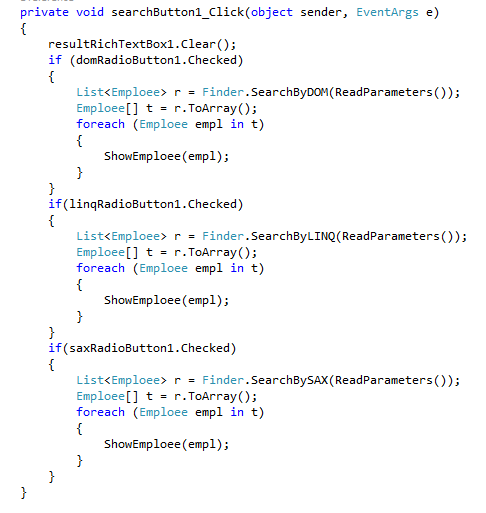 private void searchButton1_Click(object sender, EventArgs e)
{
    resultRichTextBox1.Clear();
    if (domRadioButton1.Checked)
    {
        List<Emploee> r = Finder.SearchByDOM(ReadParameters());
        Emploee[] t = r.ToArray();
        foreach (Emploee empl in t)
        {
            ShowEmploee(empl);
        }
    }
    if(linqRadioButton1.Checked)
    {
        List<Emploee> r = Finder.SearchByLINQ(ReadParameters());
        Emploee[] t = r.ToArray();
        foreach (Emploee empl in t)
        {
            ShowEmploee(empl);
        }
    }
    if(saxRadioButton1.Checked)
    {
        List<Emploee> r = Finder.SearchBySAX(ReadParameters());
        Emploee[] t = r.ToArray();
        foreach (Emploee empl in t)
        {
            ShowEmploee(empl);
        }
    }
}